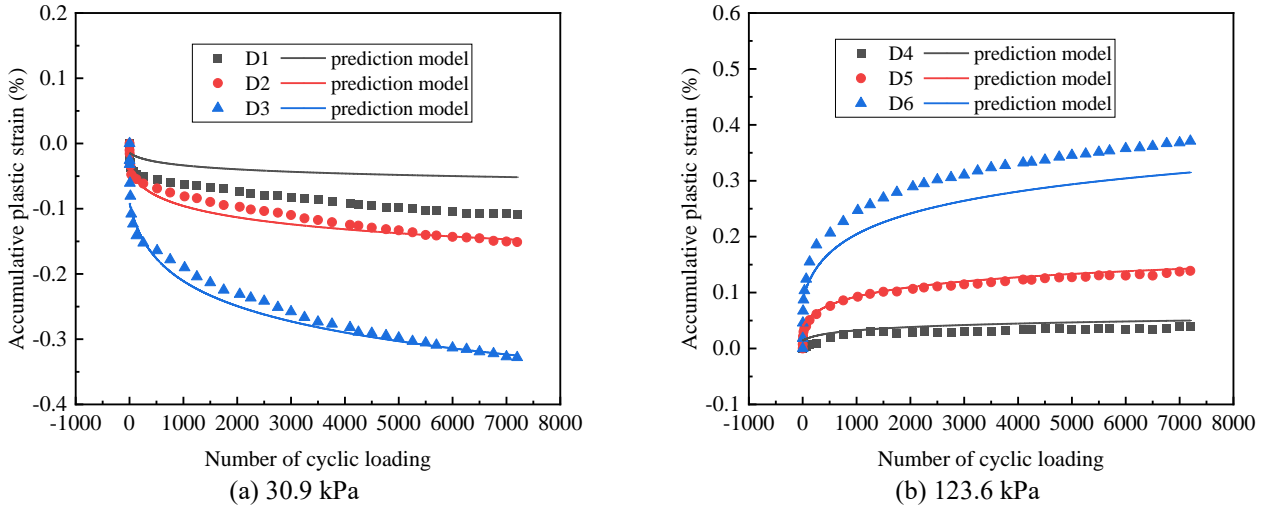 0.2
0.1
0.0
-0.1
-0.2
-0.3
-0.4
Accumulative plastic strain (%)
D1 prediction model
D2 prediction model
D3 prediction model
-1000 0 1000 2000 3000 4000 5000 6000 7000 8000
Number of cyclic loading
(a) 30.9 kPa
0.6
0.5
0.4
0.3
0.2
0.1
0.0
-0.1
Accumulative plastic strain (%)
D4 prediction model
D5 prediction model
D6 prediction model
-1000 0 1000 2000 3000 4000 5000 6000 7000 8000
Number of cyclic loading
(b) 123.6 kPa